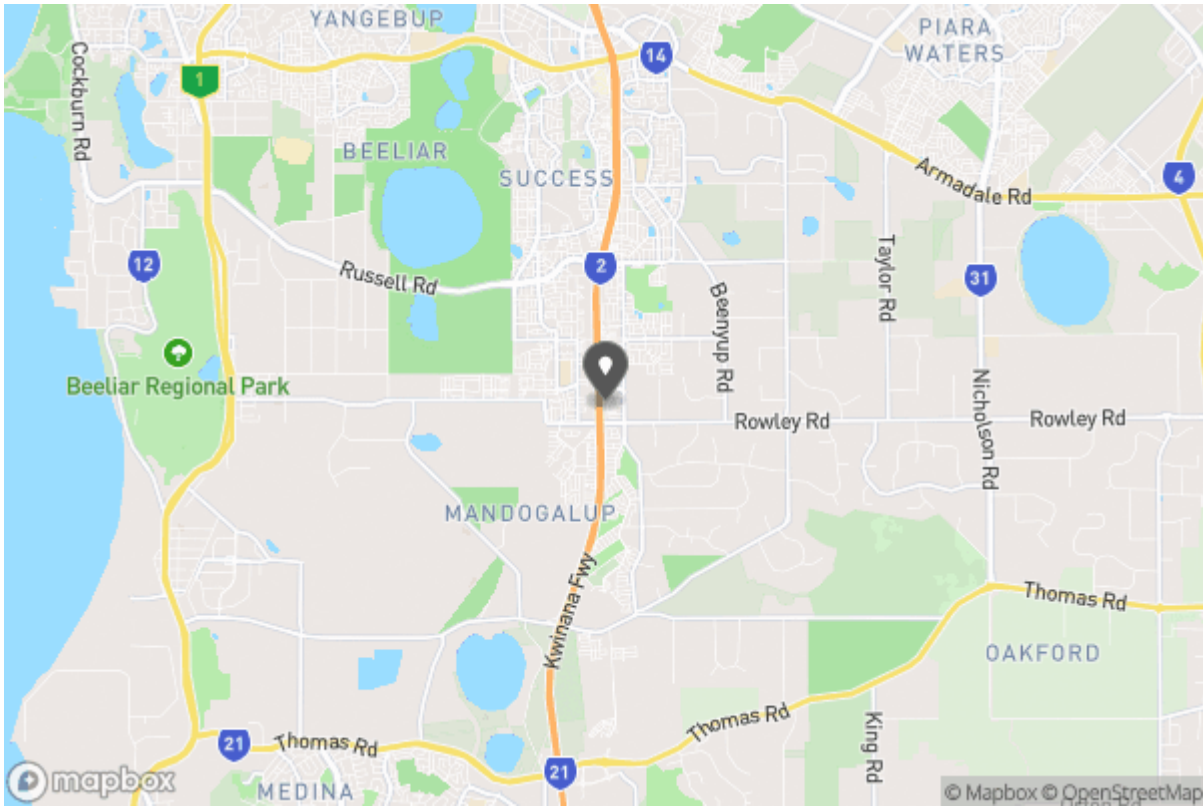 YANGEBUP
PIARA
WATERS
Cockburn Rd
1
14
BEELIAR
SUCCESS
Armadale Rd
4
12
Russell Rd
2
Taylor Rd
31
Beenyup Rd
Beeliar Regional Park
Nicholson Rd
Rowley Rd
Rowley Rd
MANDOGALUP
Kwinana Fwy
Thomas Rd
OAKFORD
Thomas Rd
King Rd
21
Thomas Rd
21
mapbox
MEDINA
© Mapbox © OpenStreetMap